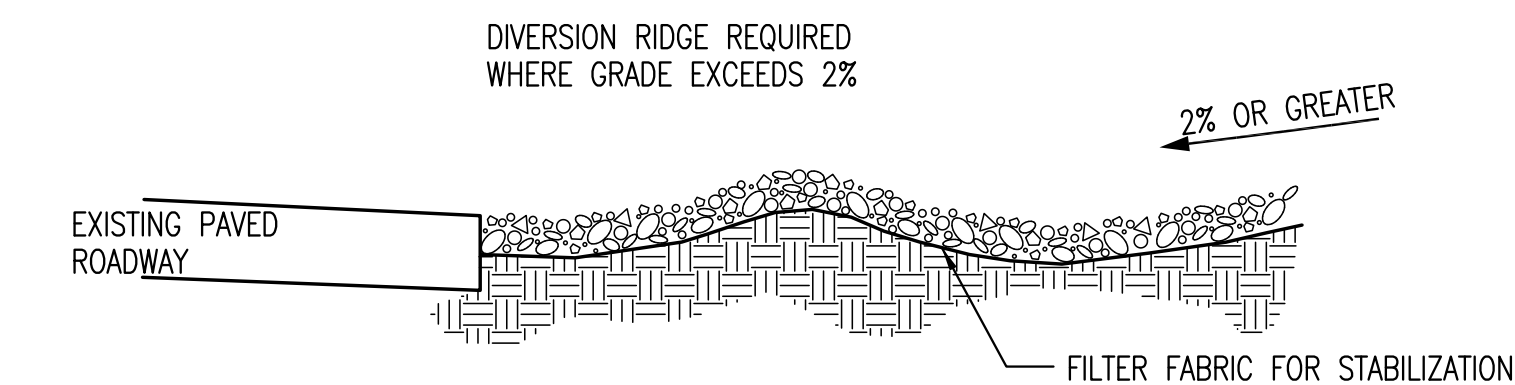 DIVERSION RIDGE REQUIRED
WHERE GRADE EXCEEDS 2%
2% OR GREATER
EXISTING PAVED
ROADWAY
FILTER FABRIC FOR STABILIZATION